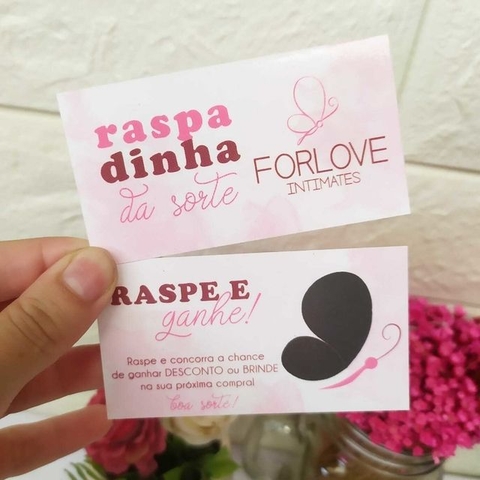 raspa
dinha
da sorte
FORLOVE
INTIMATES
RASPE E
ganhe!
Raspe e concorra a chance
de ganhar DESCONTO ou BRINDE
na sua próxima compra!
boa sorte!